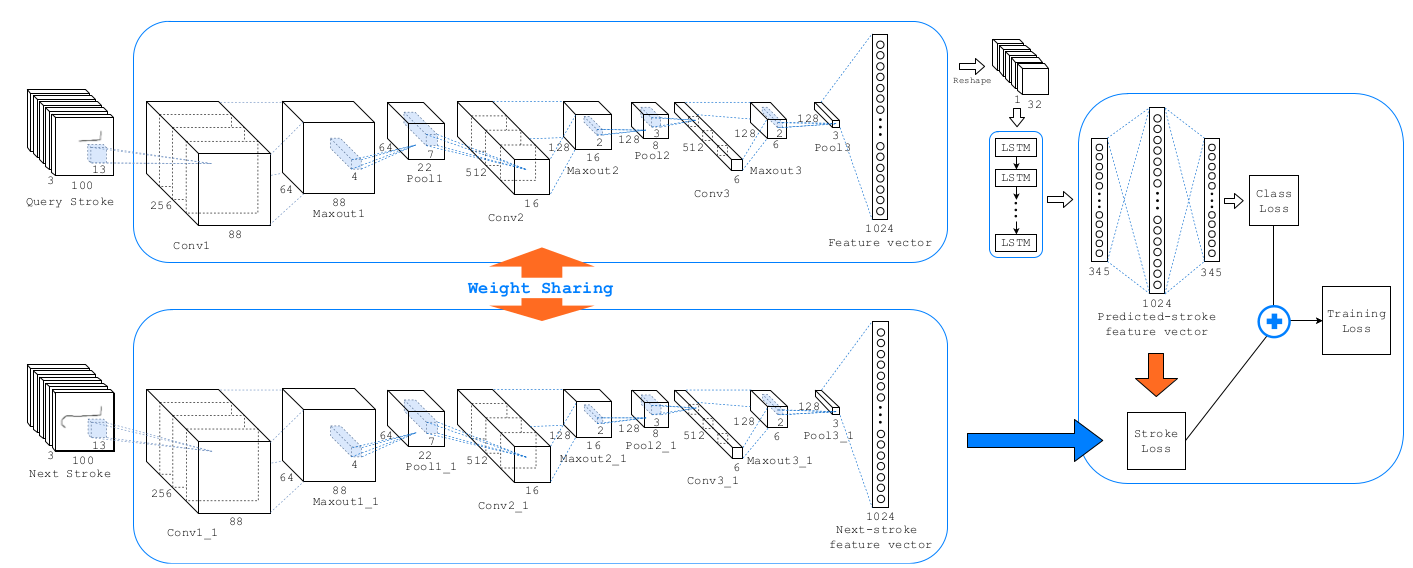 3
100
13
Query Stroke
256
88
Conv1
64
4
88
Maxout1
64
7
22
Pool1
512
16
Conv2
128
2
16
Maxout2
128
3
8
Pool2
512
6
Conv3
128
2
6
Maxout3
128
3
Pool3
1024
Feature vector
Reshape
1 32
LSTM
LSTM
LSTM
345
1024
Predicted-stroke
feature vector
345
Class
Loss
Training
Loss
Stroke
Loss
Weight Sharing
3
100
13
Next Stroke
256
88
Conv1_1
64
4
88
Maxout1_1
64
7
22
Pool1_1
512
16
Conv2_1
128
2
16
Maxout2_1
128
3
8
Pool2_1
512
6
Conv3_1
128
2
6
Maxout3_1
128
3
Pool3_1
1024
Next-stroke
feature vector